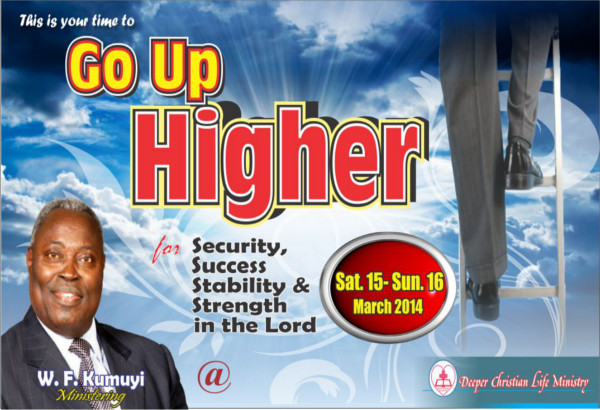 This is your time to
Go Up
Higher
for Security,
Success
Stability &
Strength
in the Lord
Sat. 15- Sun. 16
March 2014
W. F. Kumuyi
Ministering
@
Deeper Christian Life Ministry